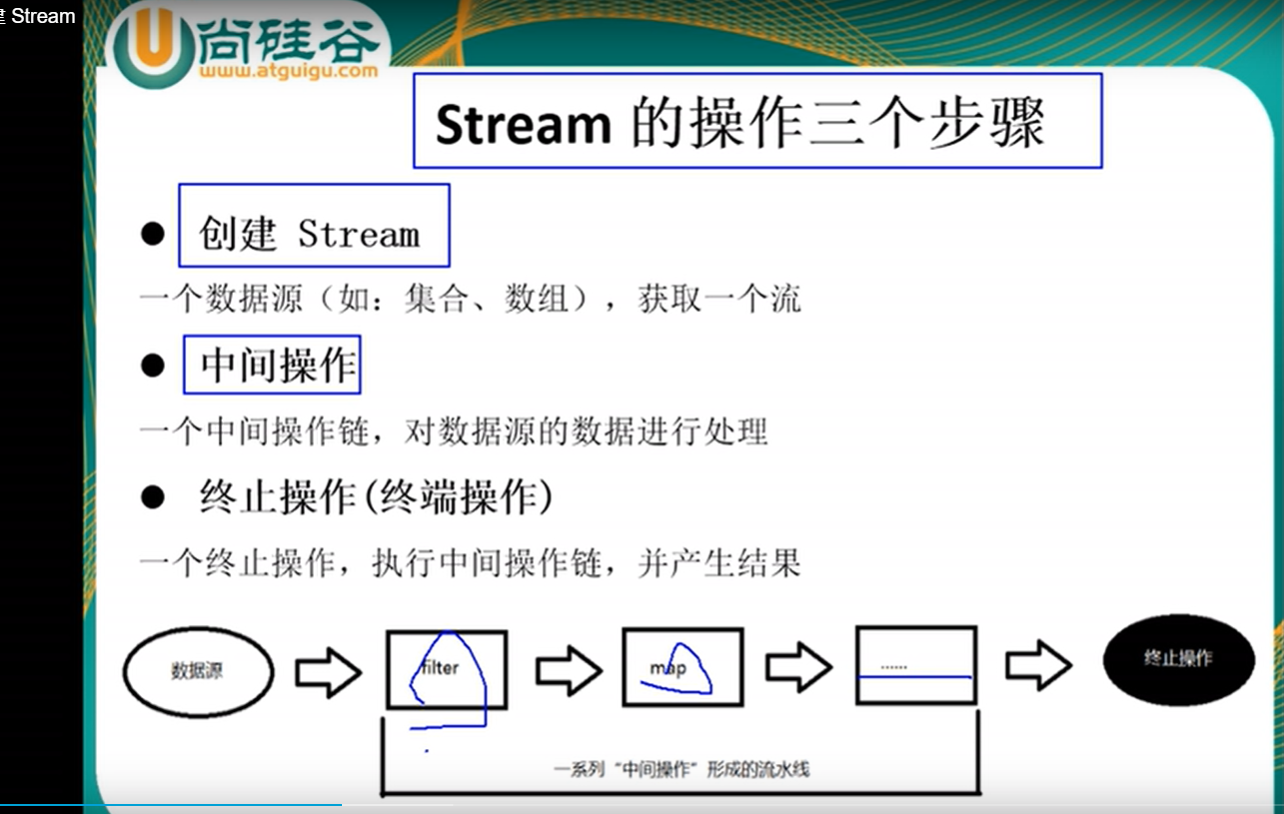 Stream
尚硅谷
www.atguigu.com
Stream 的操作三个步骤
创建 Stream
一个数据源（如：集合、数组），获取一个流
中间操作
一个中间操作链，对数据源的数据进行处理
终止操作(终端操作)
一个终止操作，执行中间操作链，并产生结果
数据源
filter
map
......
终止操作
一系列“中间操作”形成的流水线